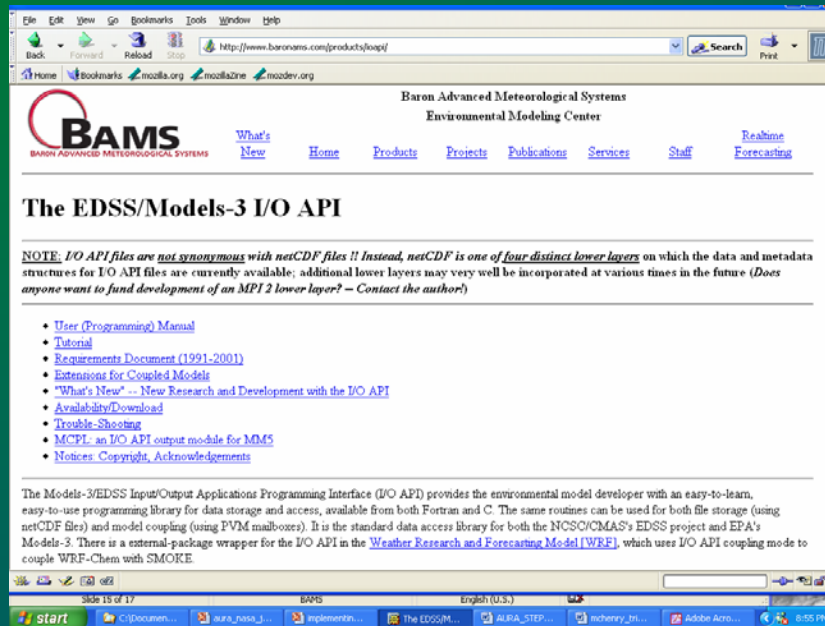 File Edit View Go Bookmarks Tools Window Help
Back Forward Reload Stop http://www.baronams.com/products/ioapi/ Search Print
Home Bookmarks mozilla.org mozillaZine mozdev.org
BAMS
BARON ADVANCED METEOROLOGICAL SYSTEMS
Baron Advanced Meteorological Systems
Environmental Modeling Center
What's New Home Products Projects Publications Services Staff Realtime Forecasting
The EDSS/Models-3 I/O API
NOTE: I/O API files are not synonymous with netCDF files !! Instead, netCDF is one of four distinct lower layers on which the data and metadata
structures for I/O API files are currently available; additional lower layers may very well be incorporated at various times in the future (Does
anyone want to fund development of an MPI 2 lower layer? -- Contact the author!)
User (Programming) Manual
Tutorial
Requirements Document (1991-2001)
Extensions for Coupled Models
"What's New" -- New Research and Development with the I/O API
Availability/Download
Trouble-Shooting
MCPL: an I/O API output module for MM5
Notices: Copyright, Acknowledgements
The Models-3/EDSS Input/Output Applications Programming Interface (I/O API) provides the environmental model developer with an easy-to-learn,
easy-to-use programming library for data storage and access, available from both Fortran and C. The same routines can be used for both file storage (using
netCDF files) and model coupling (using PVM mailboxes). It is the standard data access library for both the NCSC/CMAS's EDSS project and EPA's
Models-3. There is a external-package wrapper for the I/O API in the Weather Research and Forecasting Model [WRF], which uses I/O API coupling mode to
couple WRF-Chem with SMOKE.
Slide 15 of 17 BAMS English (U.S.)
start C:\Documen... aura_nasa_j... implementin... The EDSS/M... AURA_STEP... mchenry_tri... Adobe Acro... 8:55 PM